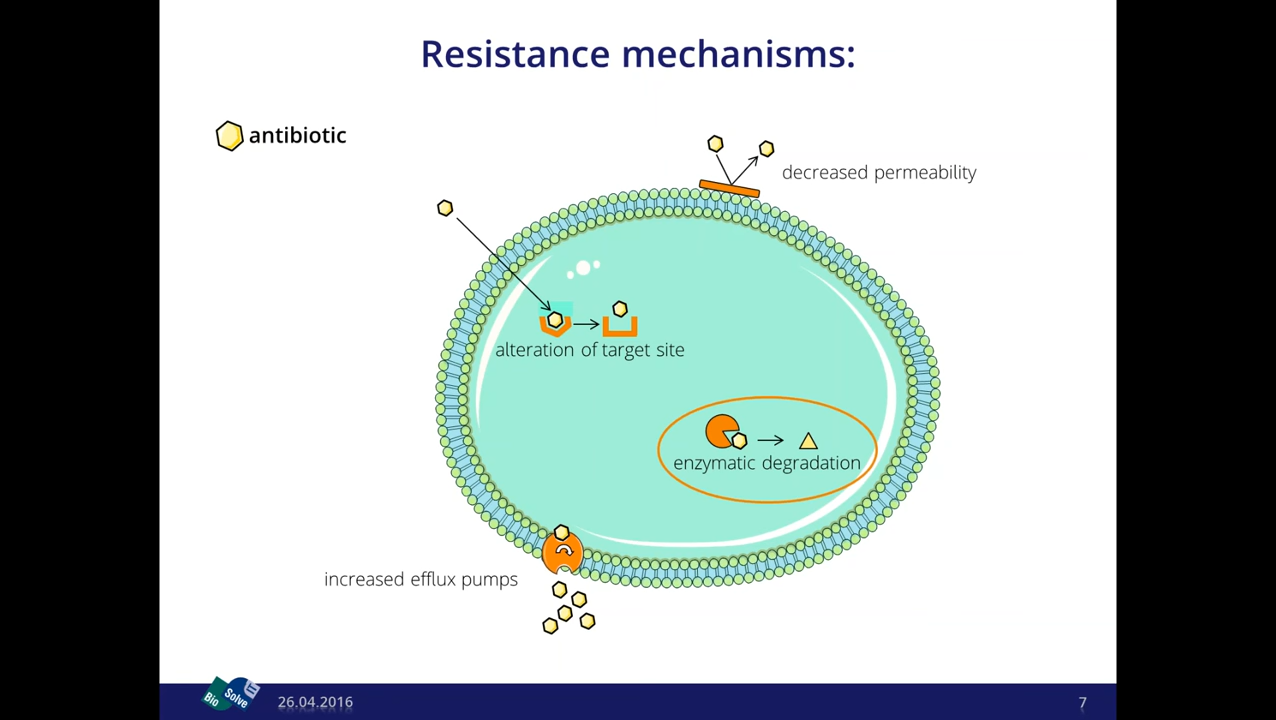 Resistance mechanisms:
antibiotic
decreased permeability
alteration of target site
enzymatic degradation
increased efflux pumps
Bio
Solve
26.04.2016
7